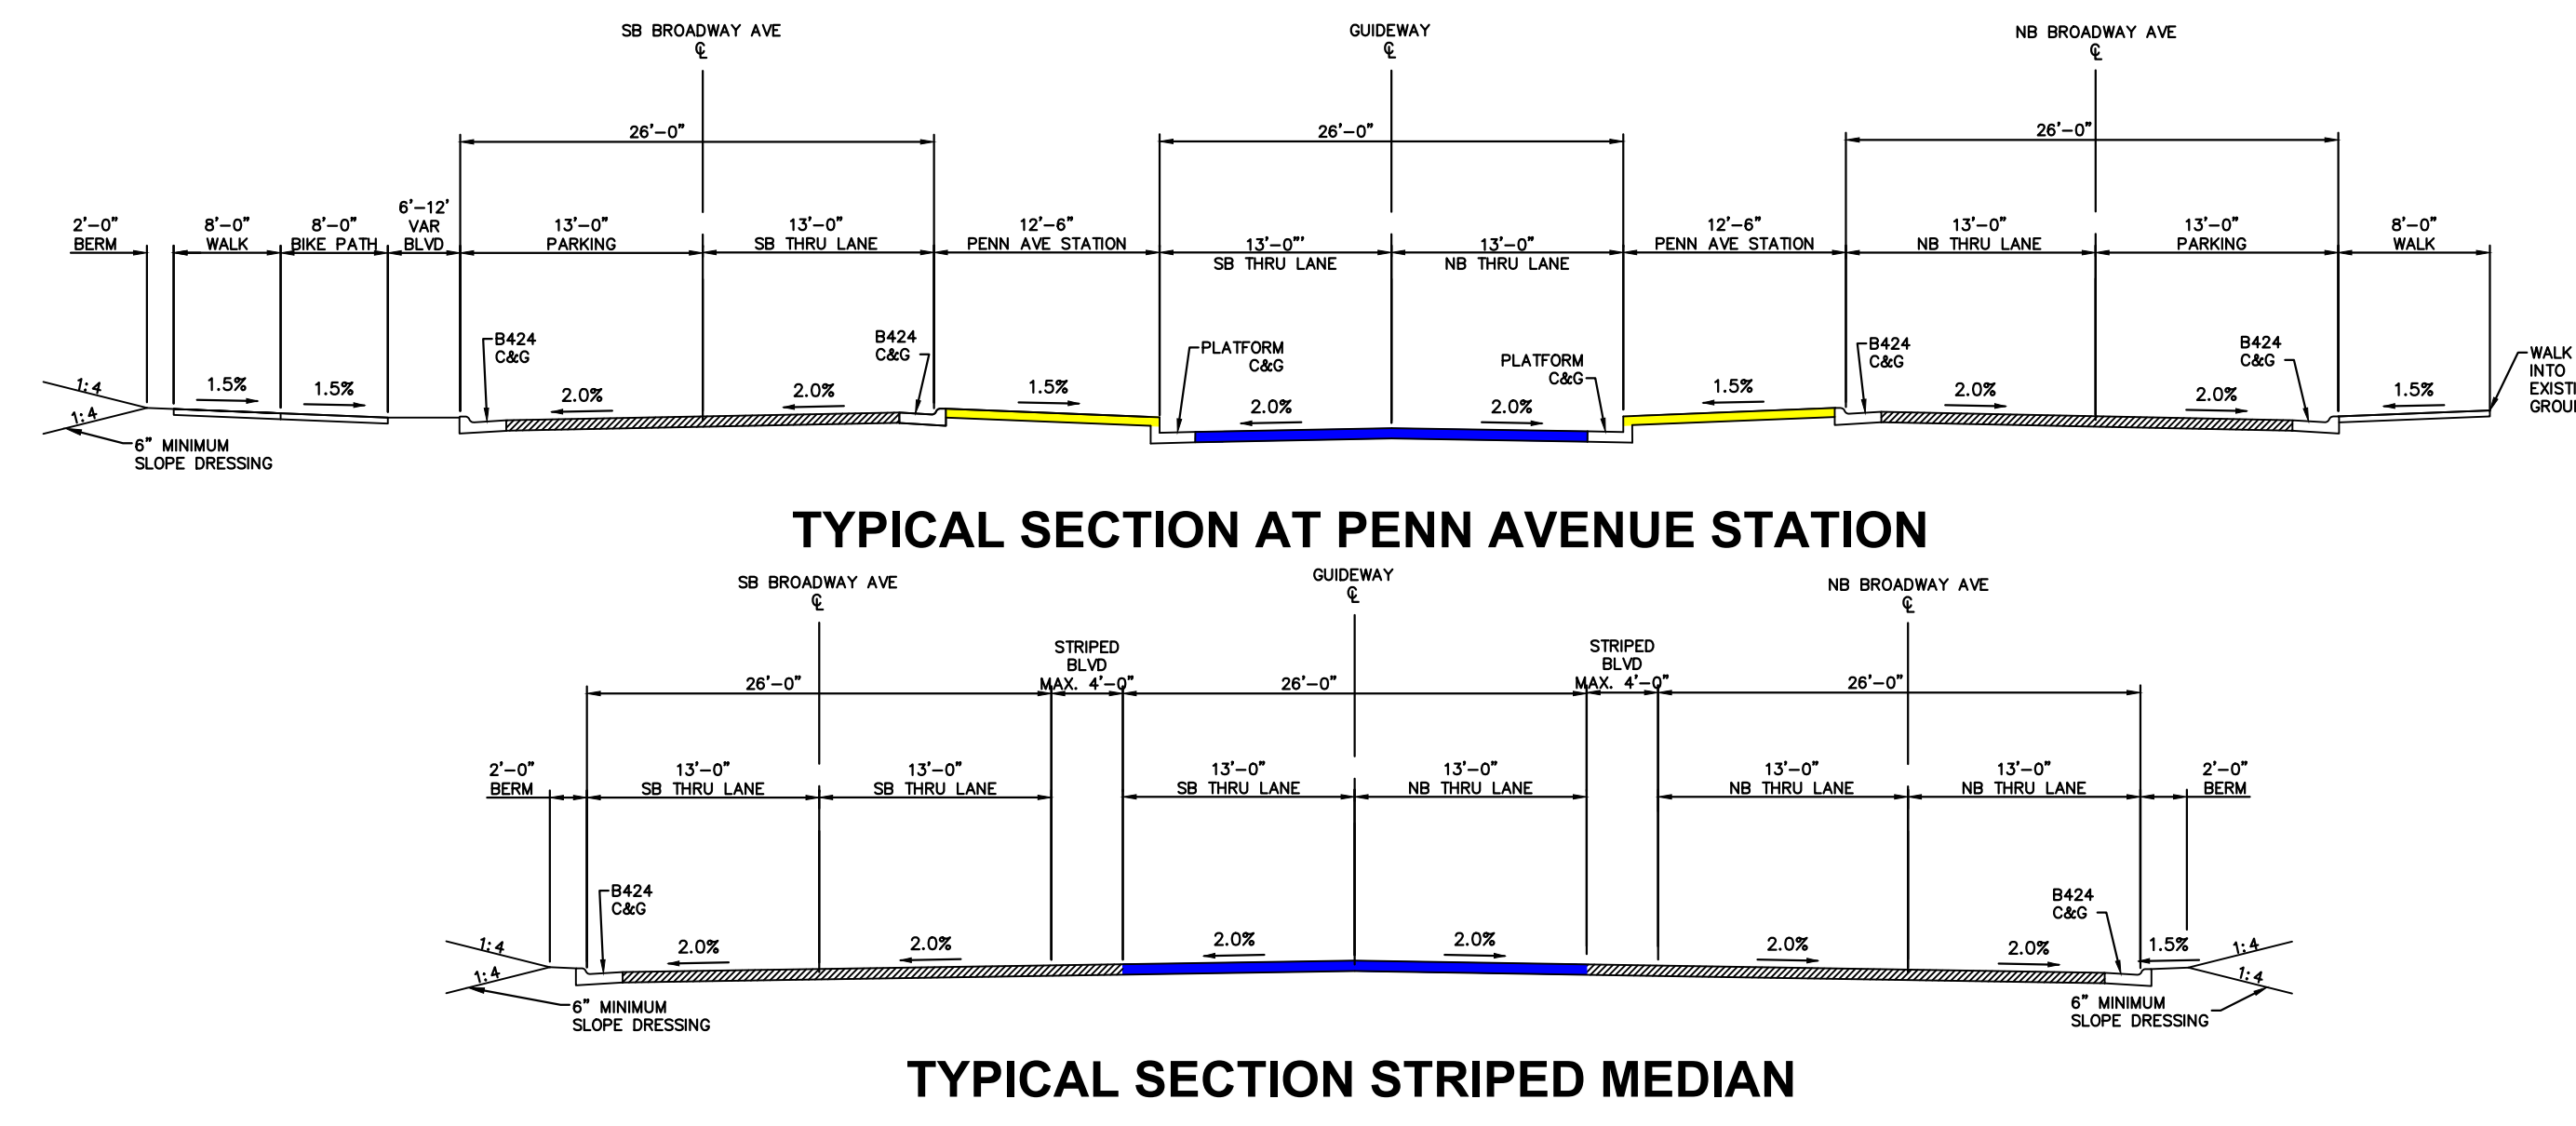 SB BROADWAY AVE
℄
GUIDEWAY
℄
NB BROADWAY AVE
℄
26'-0"
26'-0"
26'-0"
2'-0"
BERM
8'-0"
WALK
8'-0"
BIKE PATH
6'-12'
VAR
BLVD
13'-0"
PARKING
13'-0"
SB THRU LANE
12'-6"
PENN AVE STATION
13'-0"'
SB THRU LANE
13'-0"
NB THRU LANE
12'-6"
PENN AVE STATION
13'-0"
NB THRU LANE
13'-0"
PARKING
8'-0"
WALK
B424
C&G
B424
C&G
PLATFORM
C&G
PLATFORM
C&G
B424
C&G
B424
C&G
WALK
INTO
1:4
1:4
1.5%
1.5%
2.0%
2.0%
1.5%
2.0%
2.0%
1.5%
2.0%
2.0%
1.5%
6" MINIMUM
SLOPE DRESSING
TYPICAL SECTION AT PENN AVENUE STATION
SB BROADWAY AVE
℄
GUIDEWAY
℄
NB BROADWAY AVE
℄
26'-0"
STRIPED
BLVD
MAX. 4'-0"
26'-0"
STRIPED
BLVD
MAX. 4'-0"
26'-0"
2'-0"
BERM
13'-0"
SB THRU LANE
13'-0"
SB THRU LANE
13'-0"
SB THRU LANE
13'-0"
NB THRU LANE
13'-0"
NB THRU LANE
13'-0"
NB THRU LANE
2'-0"
BERM
B424
C&G
B424
C&G
1:4
1:4
2.0%
2.0%
2.0%
2.0%
2.0%
2.0%
1.5%
1:4
1:4
6" MINIMUM
SLOPE DRESSING
6" MINIMUM
SLOPE DRESSING
TYPICAL SECTION STRIPED MEDIAN